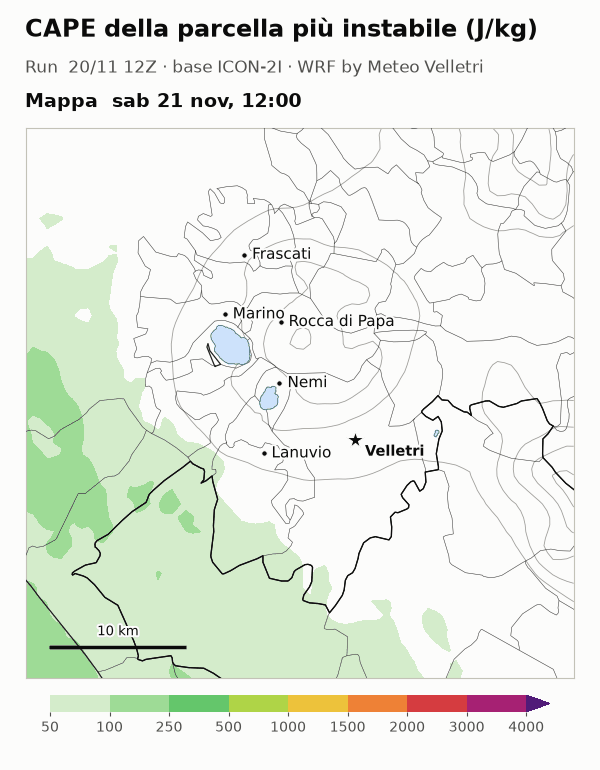 CAPE della parcella più instabile (J/kg)
Run  20/11 12Z · base ICON-2I · WRF by Meteo Velletri
Mappa  sab 21 nov, 12:00
Frascati
Marino
Rocca di Papa
Nemi
Velletri
Lanuvio
10 km
50 100 250 500 1000 1500 2000 3000 4000